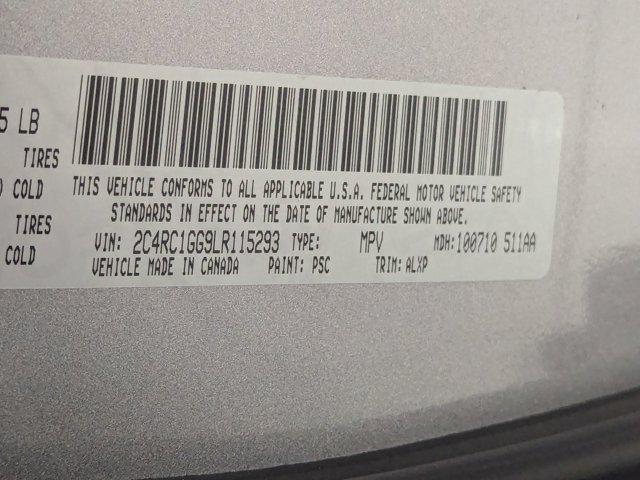 5 LB
TIRES
COLD
TIRES
COLD
THIS VEHICLE CONFORMS TO ALL APPLICABLE U.S.A. FEDERAL MOTOR VEHICLE SAFETY
STANDARDS IN EFFECT ON THE DATE OF MANUFACTURE SHOWN ABOVE.
VIN: 2C4RC1GG9LR115293 TYPE: MPV MDH:100710 511AA
VEHICLE MADE IN CANADA PAINT: PSC TRIM: ALXP